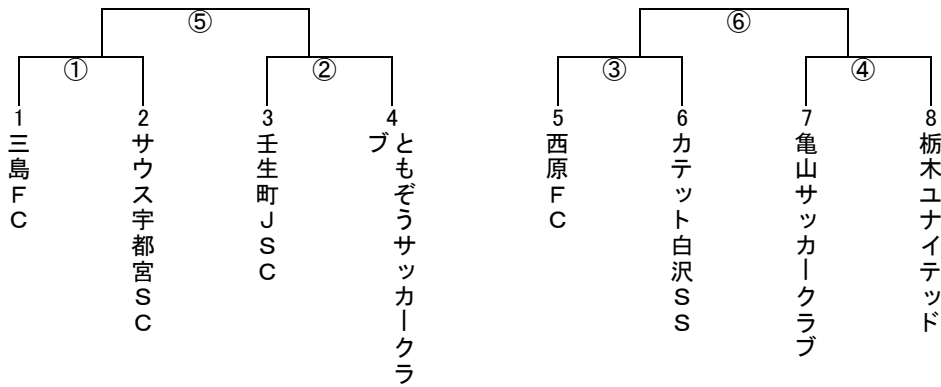 ⑤
⑥
①
②
③
④
1
三島FC
2
サウス宇都宮SC
3
壬生町JSC
4
ともぞうサッカークラ
ブ
5
西原FC
6
カテット白沢SS
7
亀山サッカークラブ
8
栃木ユナイテッド